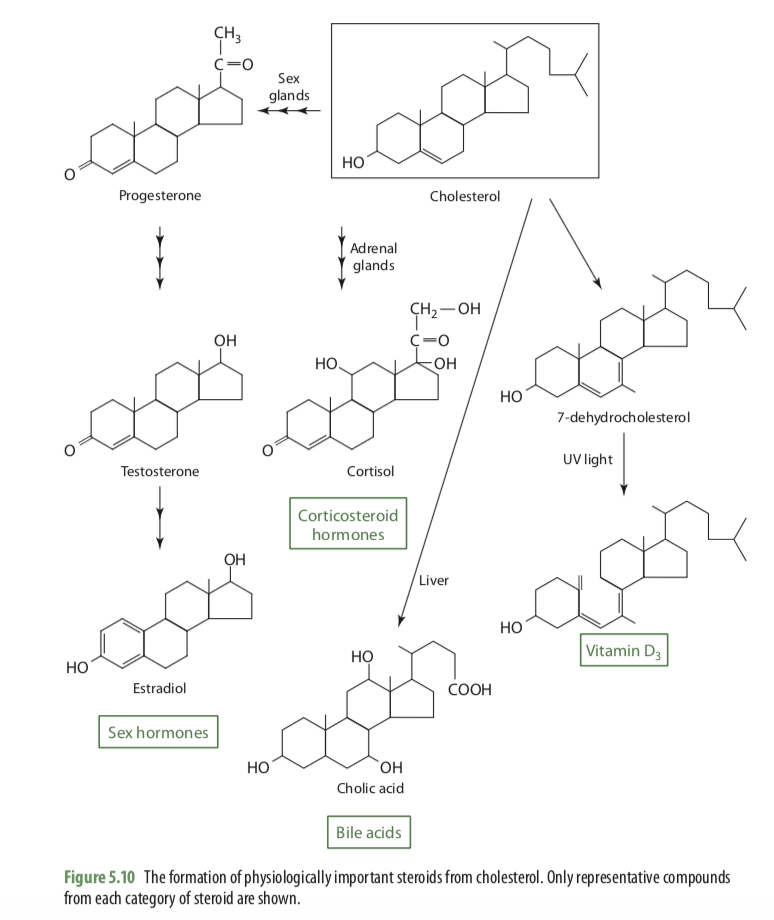 CH3
C=O
O
Progesterone
Sex
glands
HO
Cholesterol
Adrenal
glands
OH
O
Testosterone
CH2—OH
C=O
OH
HO
O
Cortisol
Corticosteroid
hormones
HO
7-dehydrocholesterol
UV light
HO
Vitamin D3
OH
HO
Estradiol
Sex hormones
Liver
HO
COOH
HO
OH
Cholic acid
Bile acids
Figure 5.10 The formation of physiologically important steroids from cholesterol. Only representative compounds
from each category of steroid are shown.